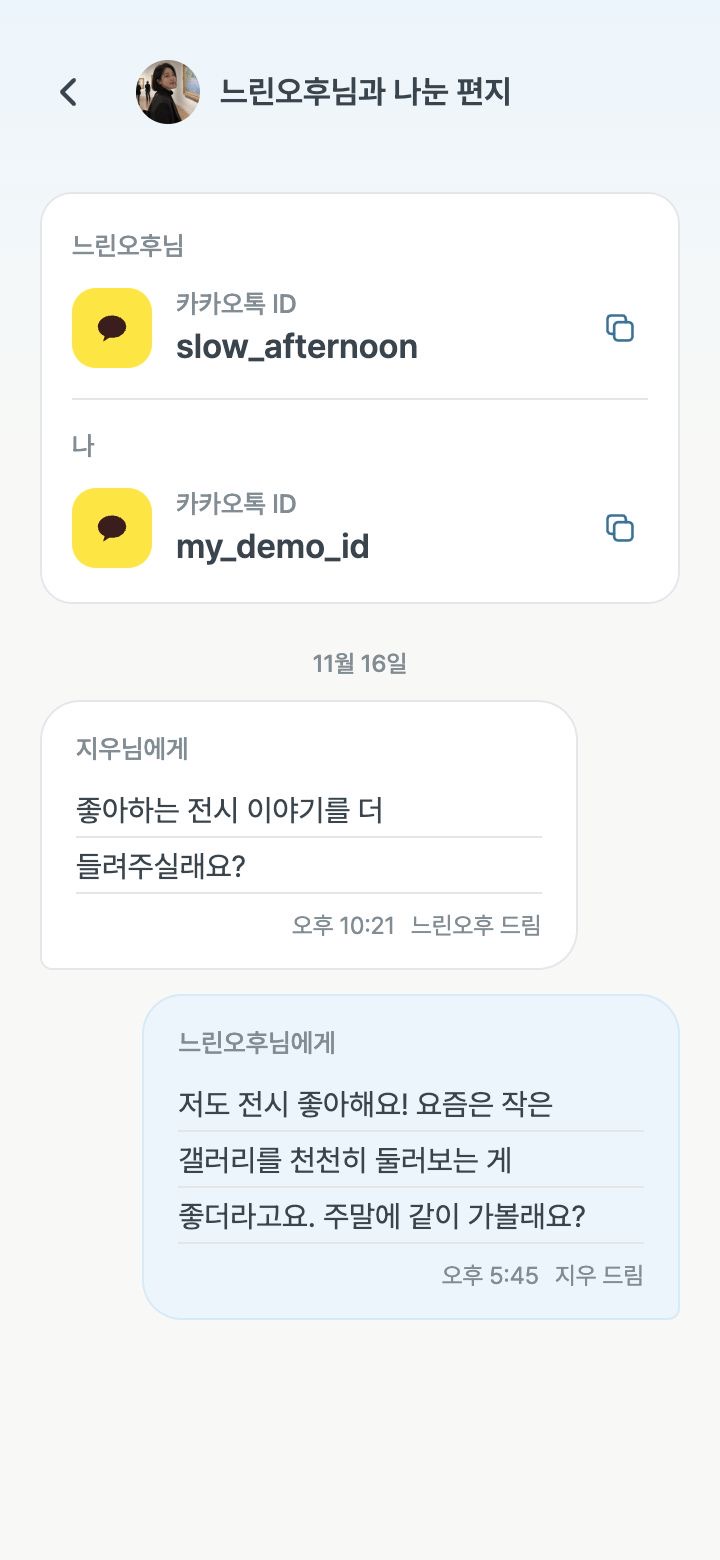 느린오후님과 나눈 편지
느린오후님
카카오톡 ID
slow_afternoon
나
카카오톡 ID
my_demo_id
11월 16일
지우님에게
좋아하는 전시 이야기를 더
들려주실래요?
오후 10:21 느린오후 드림
느린오후님에게
저도 전시 좋아해요! 요즘은 작은
갤러리를 천천히 둘러보는 게
좋더라고요. 주말에 같이 가볼래요?
오후 5:45 지우 드림